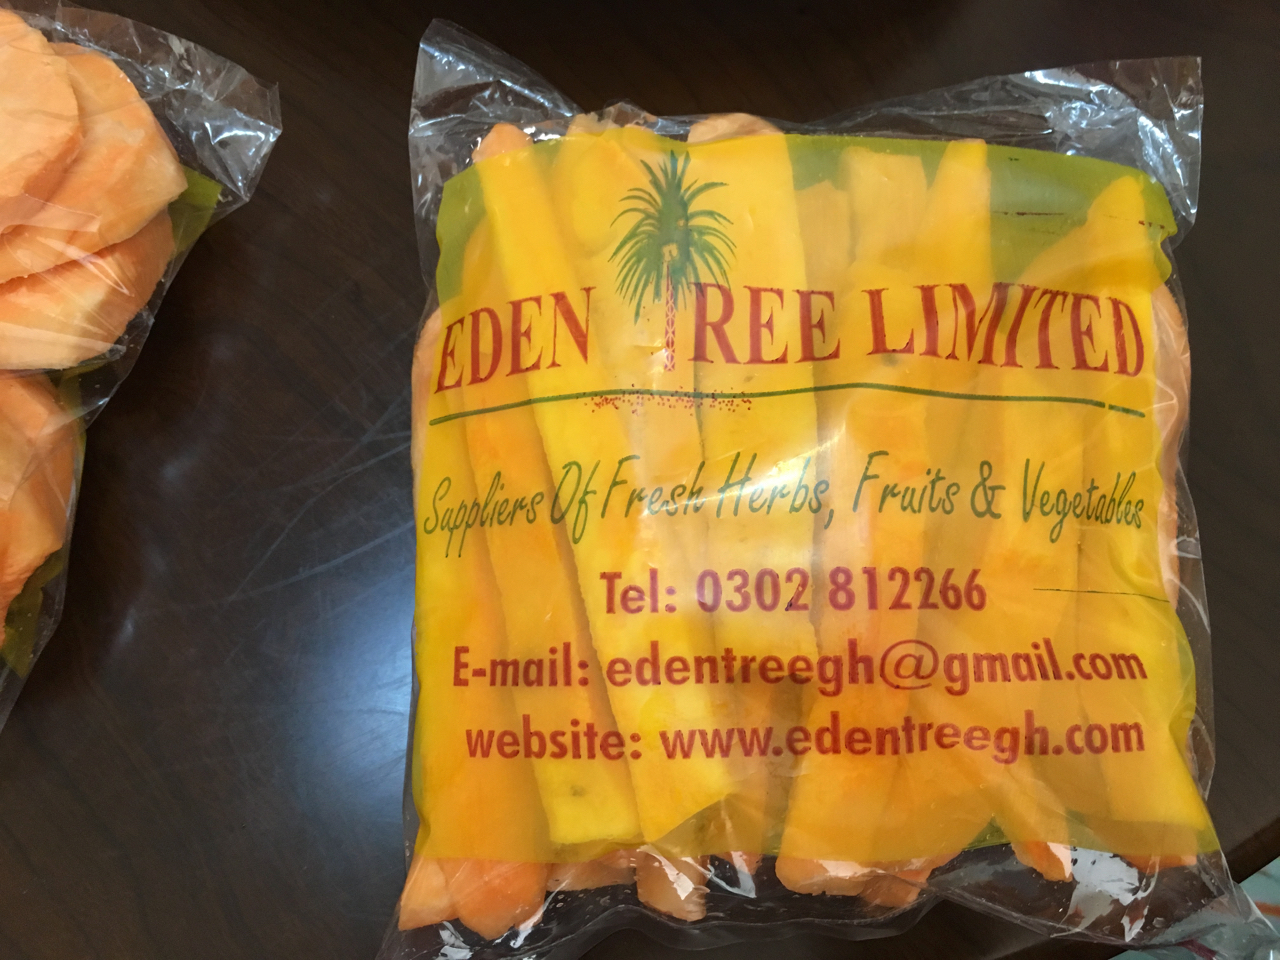 EDEN TREE LIMITED
Suppliers Of Fresh Herbs, Fruits & Vegetables
Tel: 0302 812266
E-mail: edentreegh@gmail.com
website: www.edentreegh.com